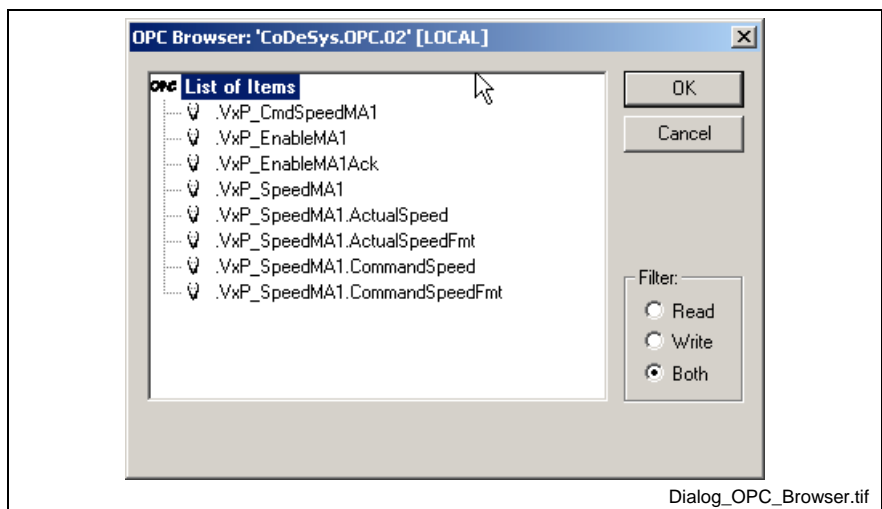 OPC Browser: 'CoDeSys.OPC.02' [LOCAL]
OPC List of Items
.VxP_CmdSpeedMA1
.VxP_EnableMA1
.VxP_EnableMA1Ack
.VxP_SpeedMA1
.VxP_SpeedMA1.ActualSpeed
.VxP_SpeedMA1.ActualSpeedFmt
.VxP_SpeedMA1.CommandSpeed
.VxP_SpeedMA1.CommandSpeedFmt
OK
Cancel
Filter:
Read
Write
Both
Dialog_OPC_Browser.tif